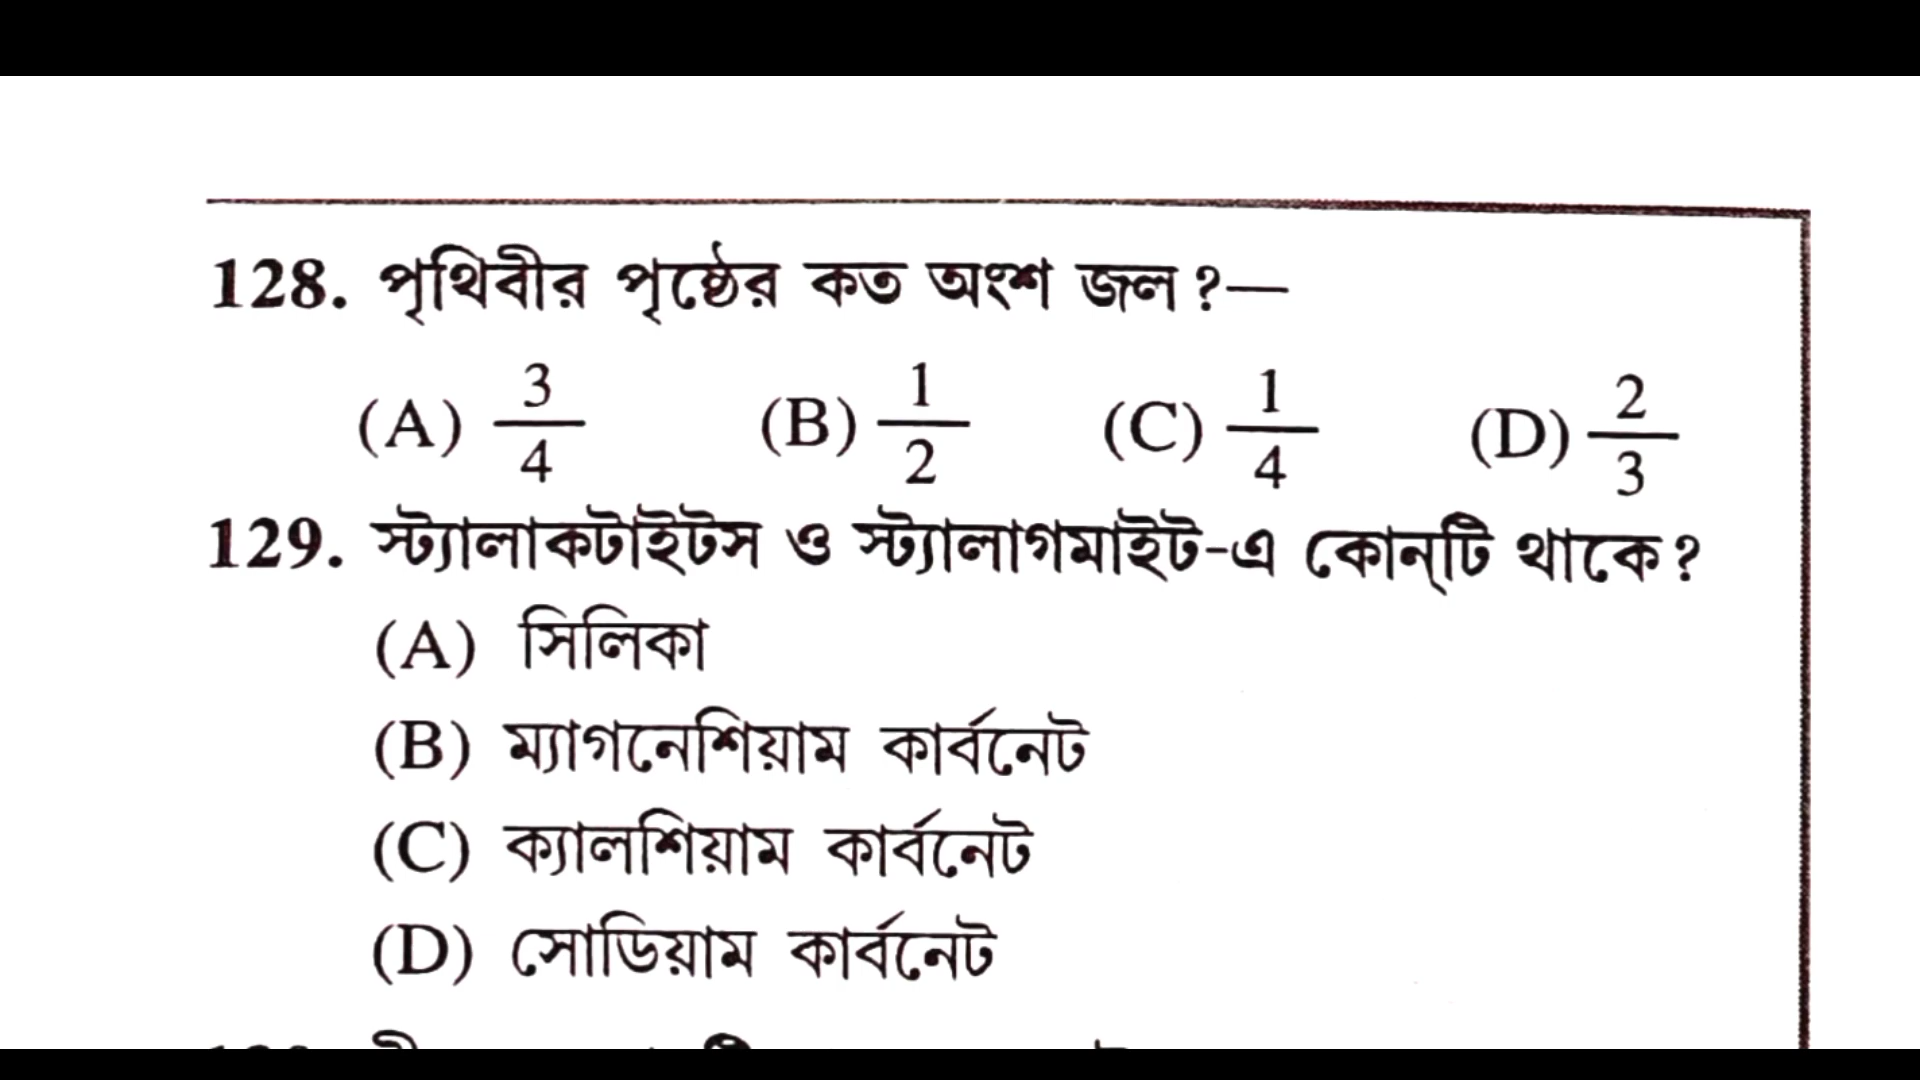 128. পৃথিবীর পৃষ্ঠের কত অংশ জল ?—
(A) 3/4 (B) 1/2 (C) 1/4 (D) 2/3
129. স্ট্যালাকটাইটস ও স্ট্যালাগমাইট-এ কোন্‌টি থাকে ?
(A) সিলিকা
(B) ম্যাগনেশিয়াম কার্বনেট
(C) ক্যালশিয়াম কার্বনেট
(D) সোডিয়াম কার্বনেট